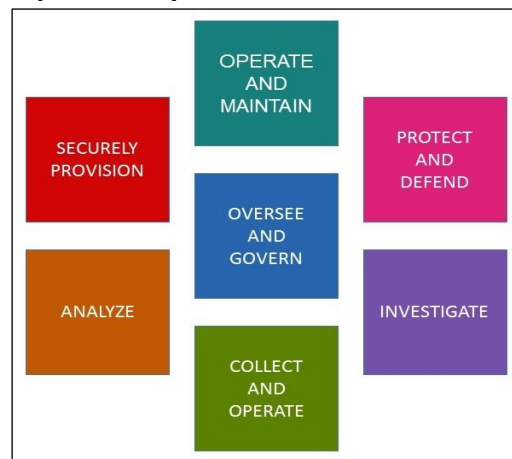 OPERATE
AND
MAINTAIN
SECURELY
PROVISION
PROTECT
AND
DEFEND
OVERSEE
AND
GOVERN
ANALYZE
INVESTIGATE
COLLECT
AND
OPERATE